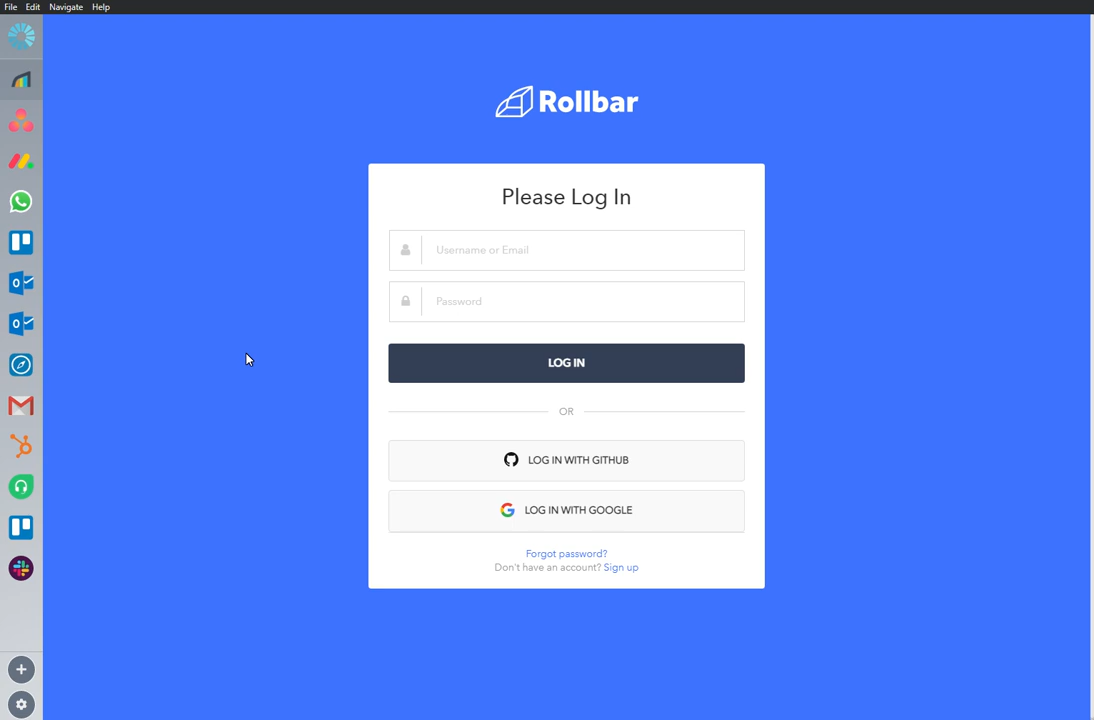 File Edit Navigate Help
Rollbar
Please Log In
Username or Email
Password
LOG IN
OR
LOG IN WITH GITHUB
LOG IN WITH GOOGLE
Forgot password?
Don't have an account? Sign up